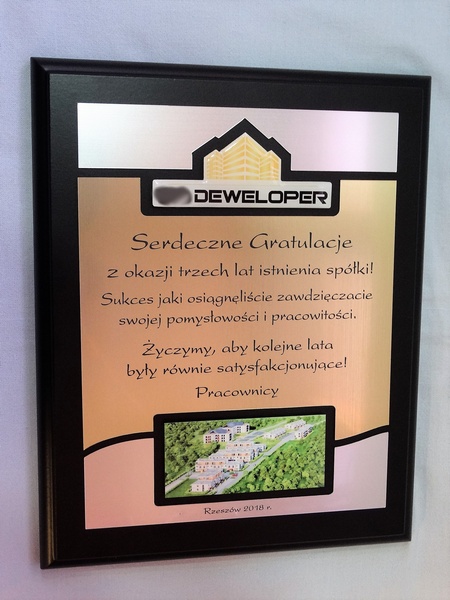 DEWELOPER
Serdeczne Gratulacje
z okazji trzech lat istnienia spółki!
Sukces jaki osiągnęliście zawdzięczacie
swojej pomysłowości i pracowitości.
Życzymy, aby kolejne lata
były równie satysfakcjonujące!
Pracownicy
Rzeszów 2018 r.